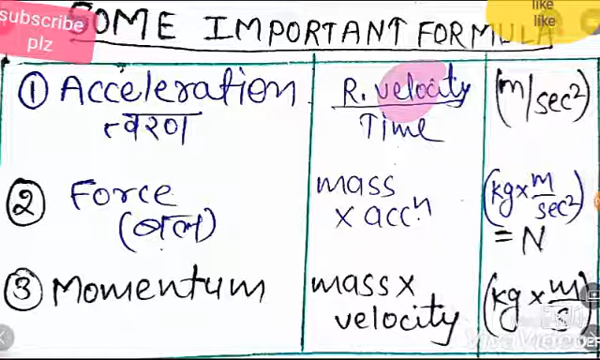 subscribe
plz
like
like
SOME IMPORTANT FORMULA
① Acceleration
त्वरण
R. velocity
Time
(m/sec²)
② Force
(बल)
mass
x accⁿ
(kg x m/sec²)
= N
③ Momentum
mass x
velocity
(kg x m/s)
VivaVideo